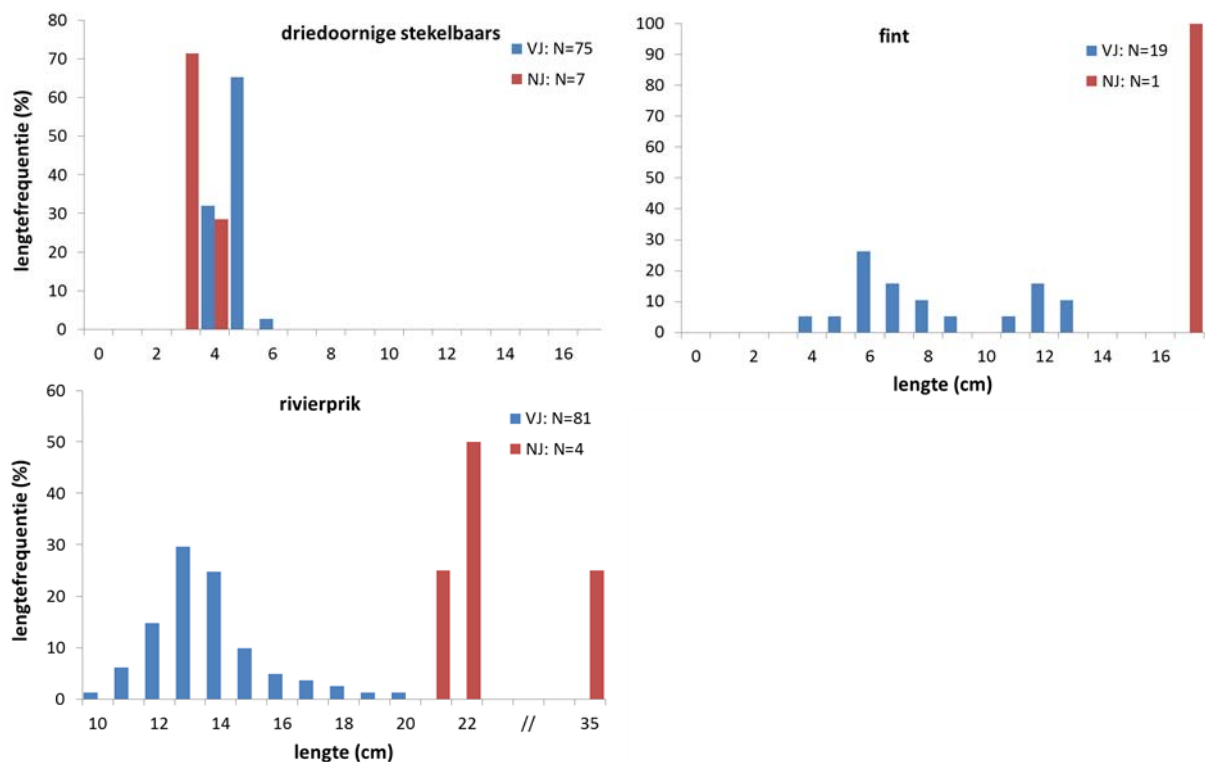 driedoornige stekelbaars
VJ: N=75
NJ: N=7
lengtefrequentie (%)
80
70
60
50
40
30
20
10
0
0 2 4 6 8 10 12 14 16
fint
VJ: N=19
NJ: N=1
100
90
80
70
60
50
40
30
20
10
0
0 2 4 6 8 10 12 14 16
lengte (cm)
rivierprik
VJ: N=81
NJ: N=4
lengtefrequentie (%)
60
50
40
30
20
10
0
10 12 14 16 18 20 22 // 35
lengte (cm)